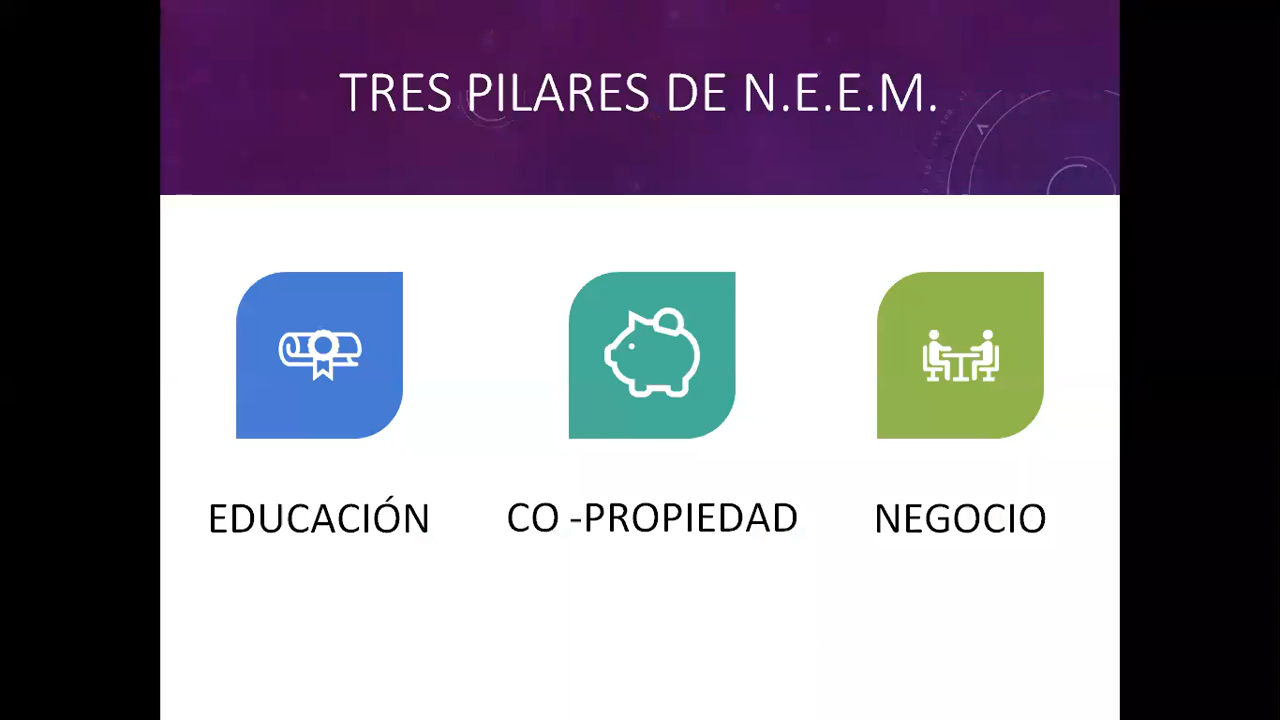 TRES PILARES DE N.E.E.M.
EDUCACIÓN
CO -PROPIEDAD
NEGOCIO